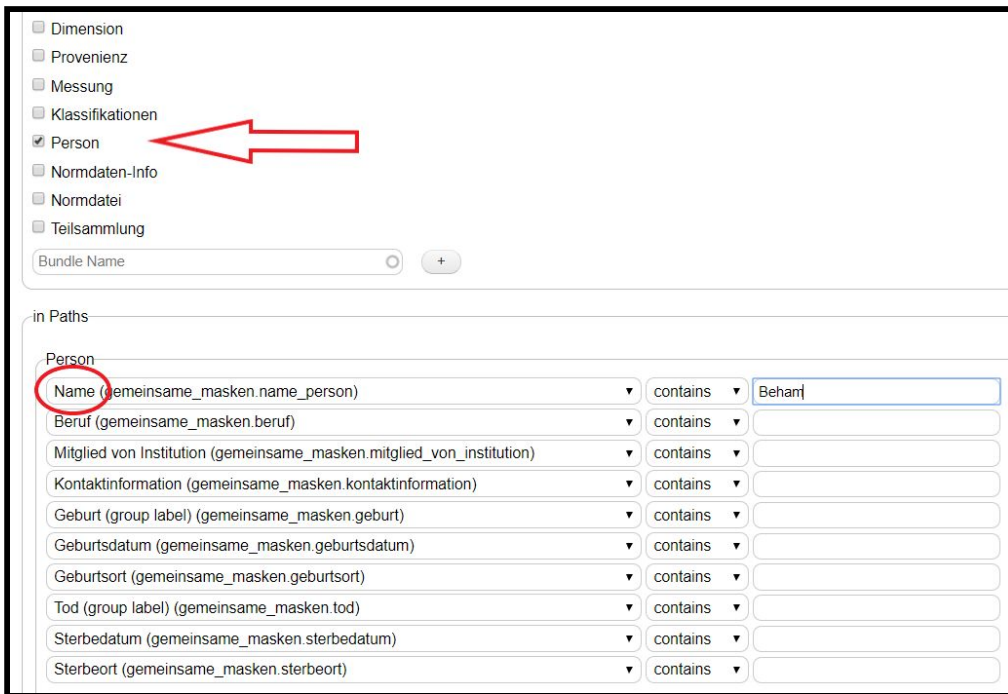 Dimension
Provenienz
Messung
Klassifikationen
Person
Normdaten-Info
Normdatei
Teilsammlung
Bundle Name +
in Paths
Person
Name (gemeinsame_masken.name_person) contains Beham
Beruf (gemeinsame_masken.beruf) contains
Mitglied von Institution (gemeinsame_masken.mitglied_von_institution) contains
Kontaktinformation (gemeinsame_masken.kontaktinformation) contains
Geburt (group label) (gemeinsame_masken.geburt) contains
Geburtsdatum (gemeinsame_masken.geburtsdatum) contains
Geburtsort (gemeinsame_masken.geburtsort) contains
Tod (group label) (gemeinsame_masken.tod) contains
Sterbedatum (gemeinsame_masken.sterbedatum) contains
Sterbeort (gemeinsame_masken.sterbeort) contains